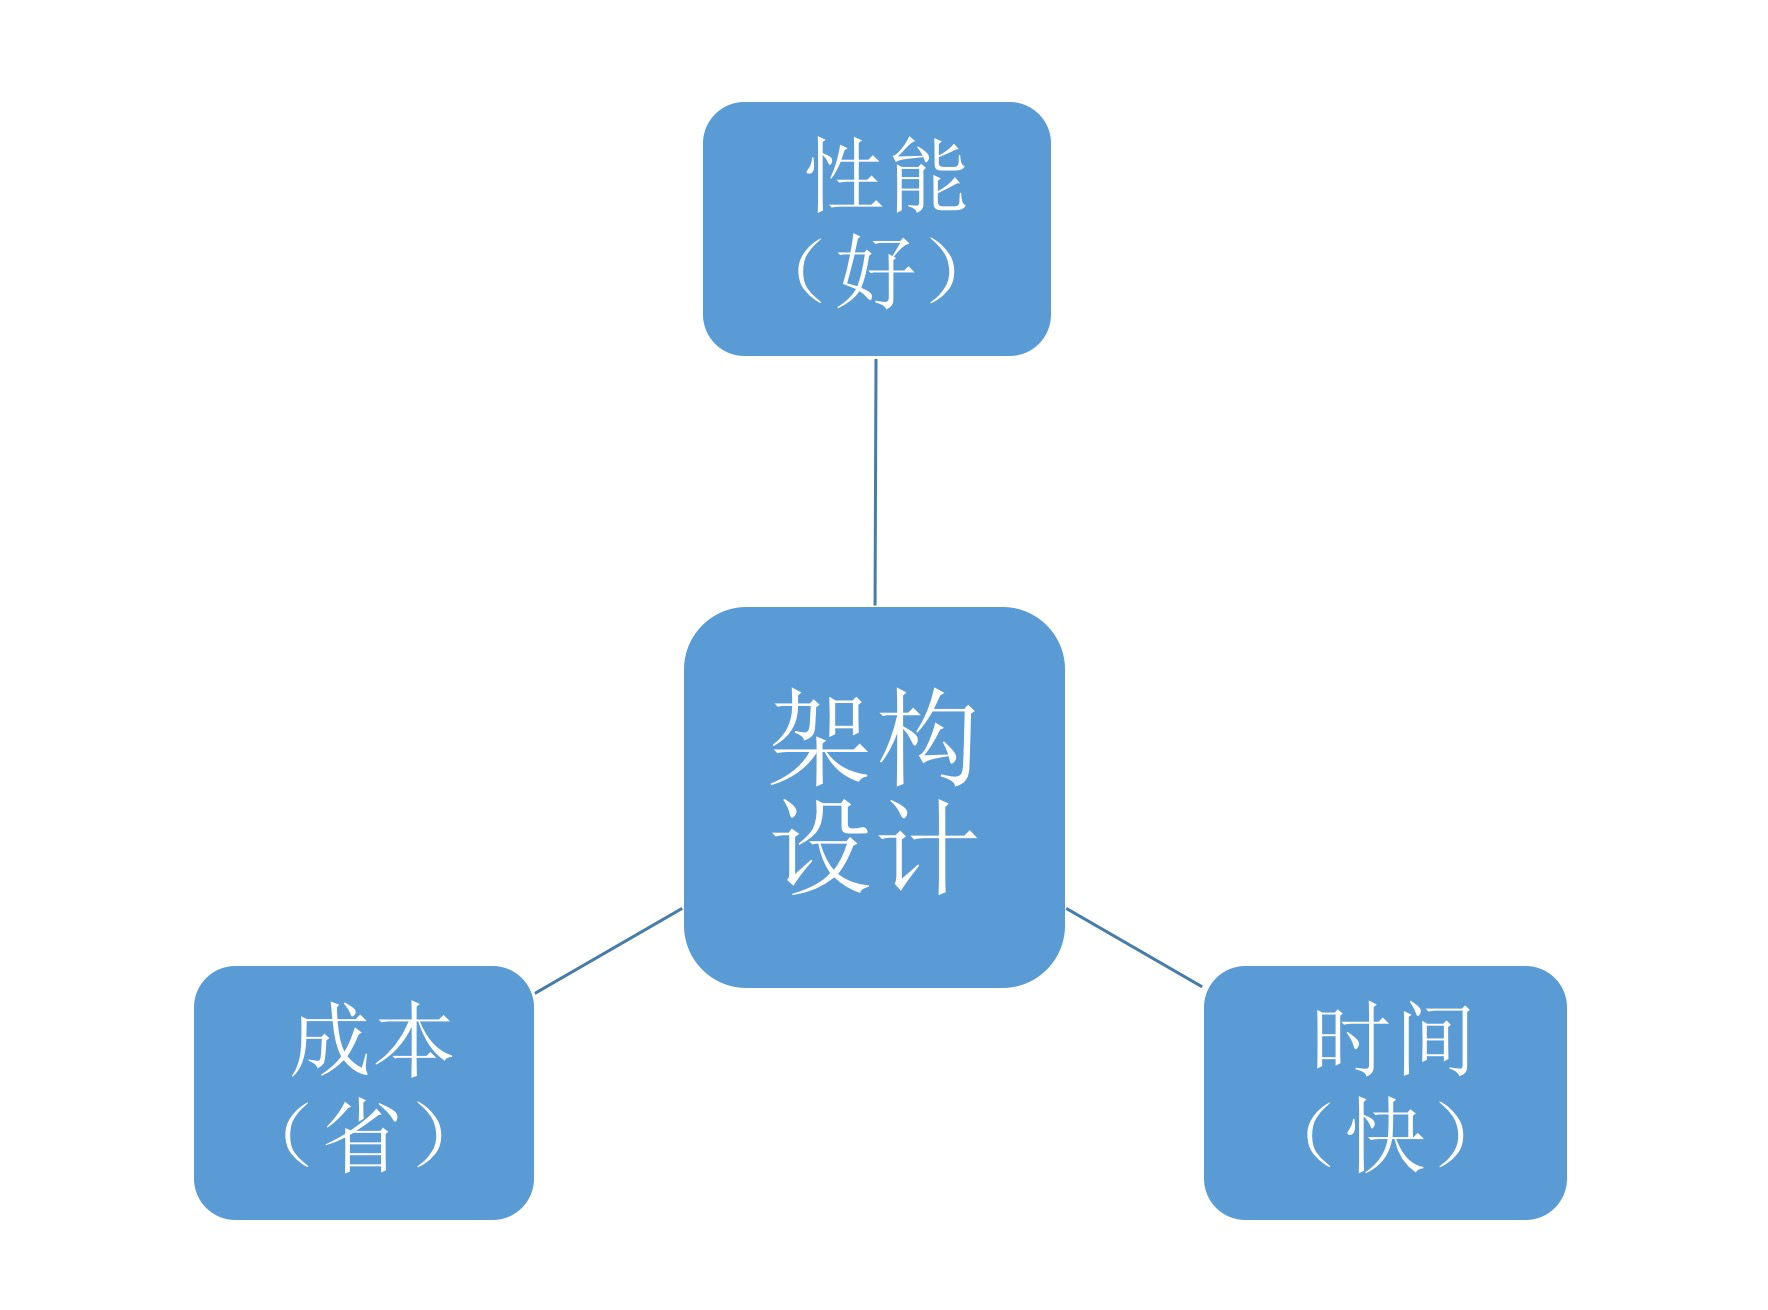 性能
（好）
架构
设计
成本
（省）
时间
（快）